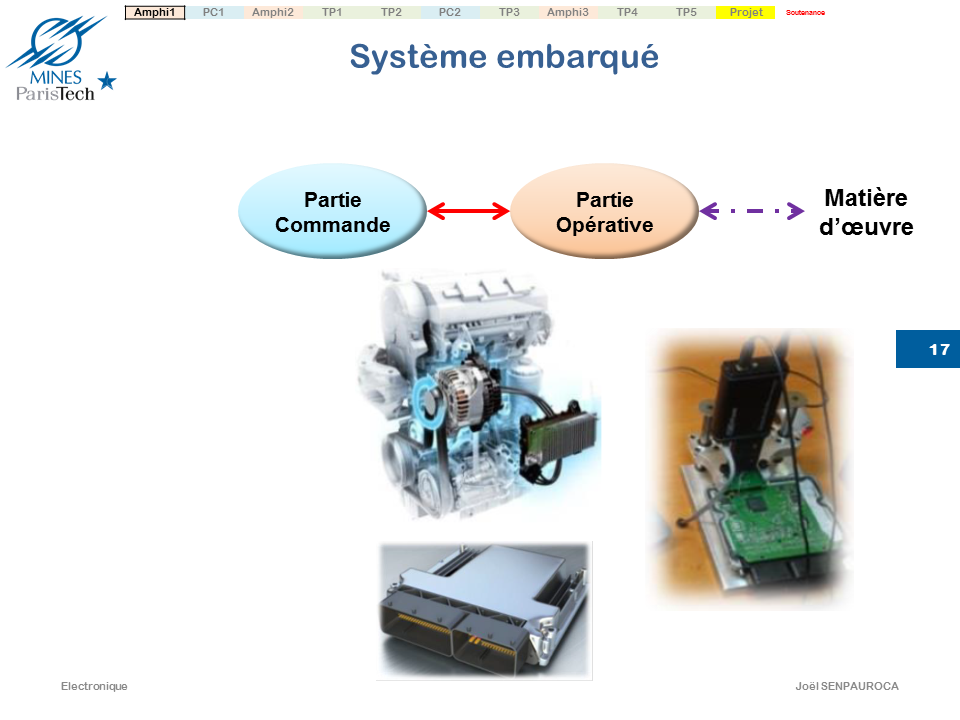 Amphi1 PC1 Amphi2 TP1 TP2 PC2 TP3 Amphi3 TP4 TP5 Projet Soutenance
MINES
ParisTech
Système embarqué
Partie
Commande
Partie
Opérative
Matière
d’œuvre
17
Electronique
Joël SENPAUROCA